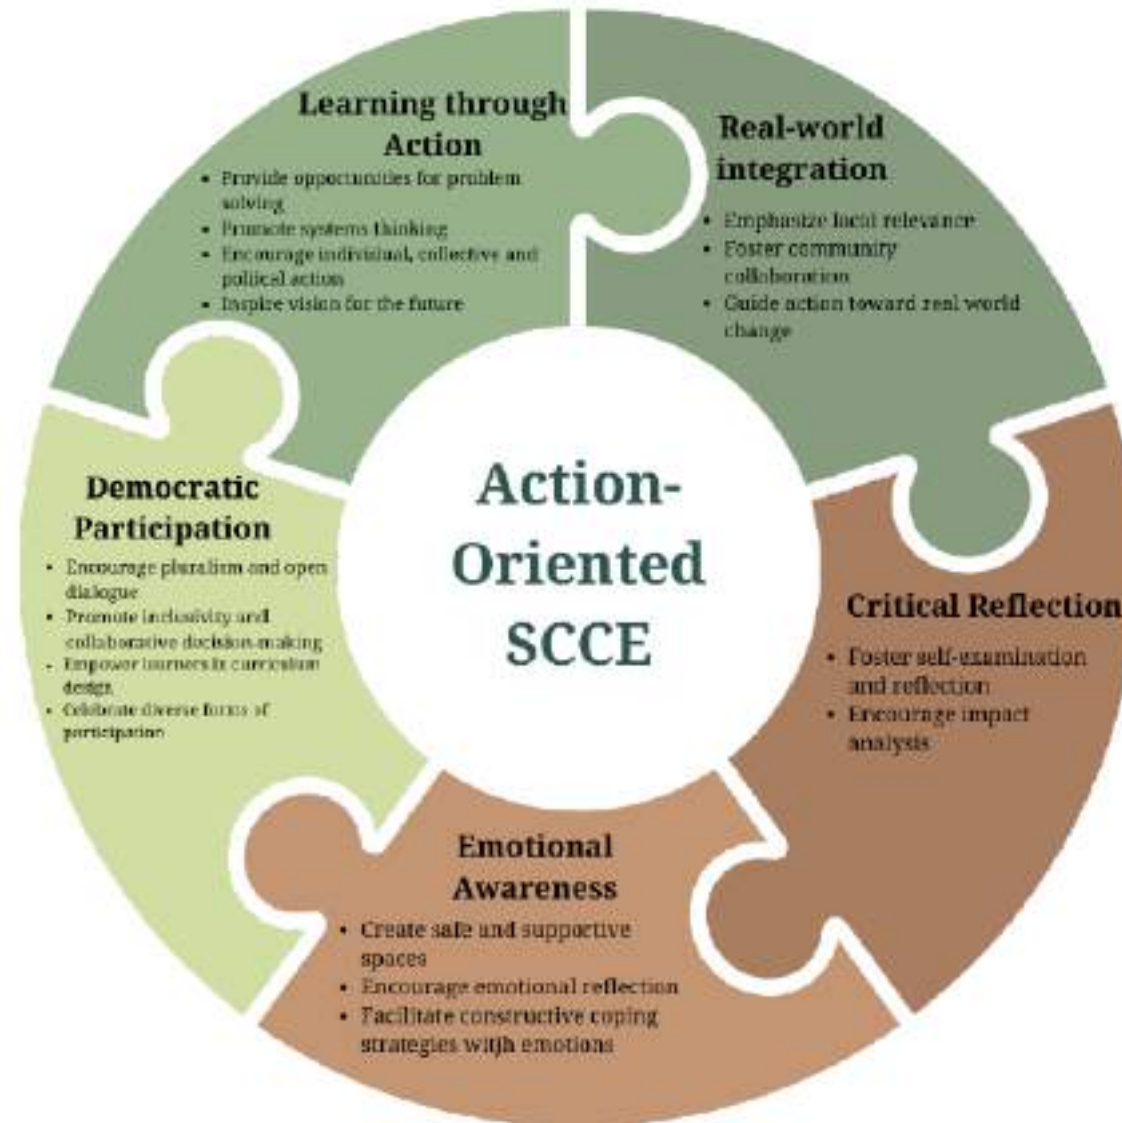 Learning through
Action
• Provide opportunities for problem
solving
• Promote systems thinking
• Encourage individual, collective and
poliical action
• Inspire vision for the future
Real-world
integration
• Emphasize local relevance
• Foster community
collaboration
• Guide action toward real world
change
Critical Reflection
• Foster self-examination
and reflection
• Encourage impact
analysis
Emotional
Awareness
• Create safe and supportive
spaces
• Encourage emotional reflection
• Facilitate constructive coping
strategies witjh emotions
Democratic
Participation
• Encourage pluralism and open
dialogue
• Promote inclusivity and
collaborative decision-making
• Empower learners in curriculum
design
• Celebrate diverse forms of
participation
Action-
Oriented
SCCE